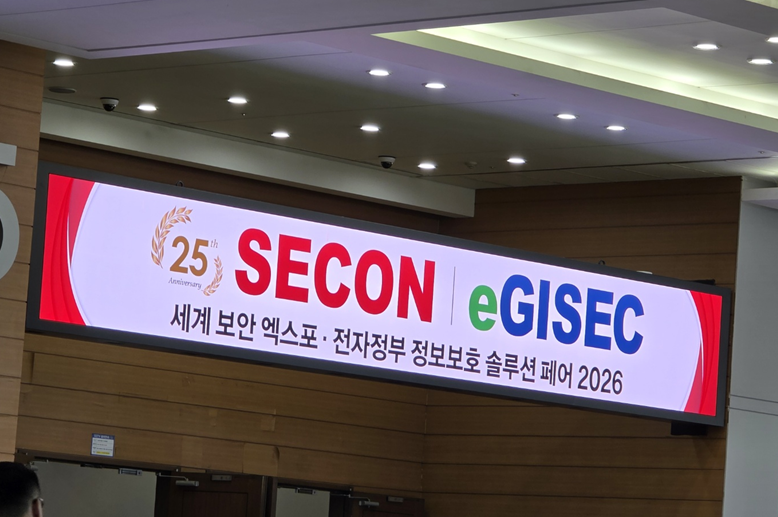 25th
Anniversary
SECON | eGISEC
세계 보안 엑스포 · 전자정부 정보보호 솔루션 페어 2026